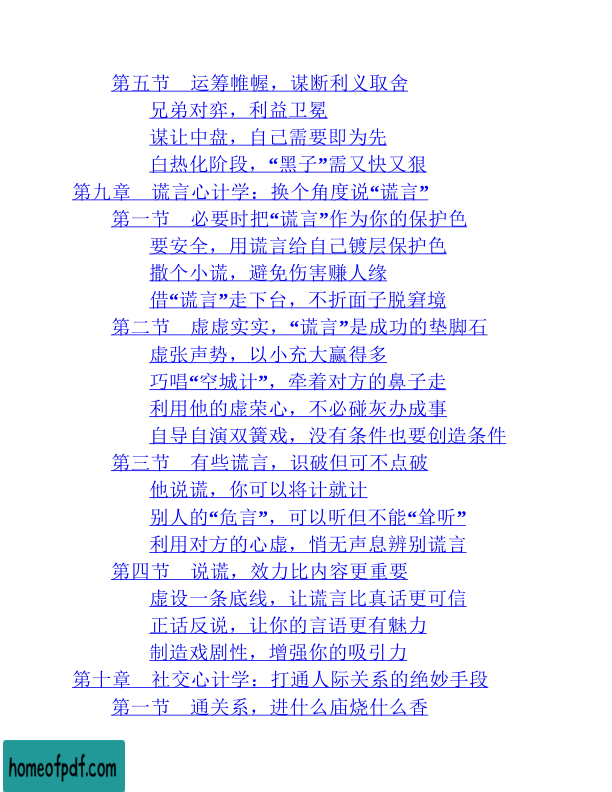 第五节　运筹帷幄，谋断利义取舍
兄弟对弈，利益卫冕
谋让中盘，自己需要即为先
白热化阶段，“黑子”需又快又狠
第九章　谎言心计学：换个角度说“谎言”
第一节　必要时把“谎言”作为你的保护色
要安全，用谎言给自己镀层保护色
撒个小谎，避免伤害赚人缘
借“谎言”走下台，不折面子脱窘境
第二节　虚虚实实，“谎言”是成功的垫脚石
虚张声势，以小充大赢得多
巧唱“空城计”，牵着对方的鼻子走
利用他的虚荣心，不必碰灰办成事
自导自演双簧戏，没有条件也要创造条件
第三节　有些谎言，识破但可不点破
他说谎，你可以将计就计
别人的“危言”，可以听但不能“耸听”
利用对方的心虚，悄无声息辨别谎言
第四节　说谎，效力比内容更重要
虚设一条底线，让谎言比真话更可信
正话反说，让你的言语更有魅力
制造戏剧性，增强你的吸引力
第十章　社交心计学：打通人际关系的绝妙手段
第一节　通关系，进什么庙烧什么香
homeofpdf.com